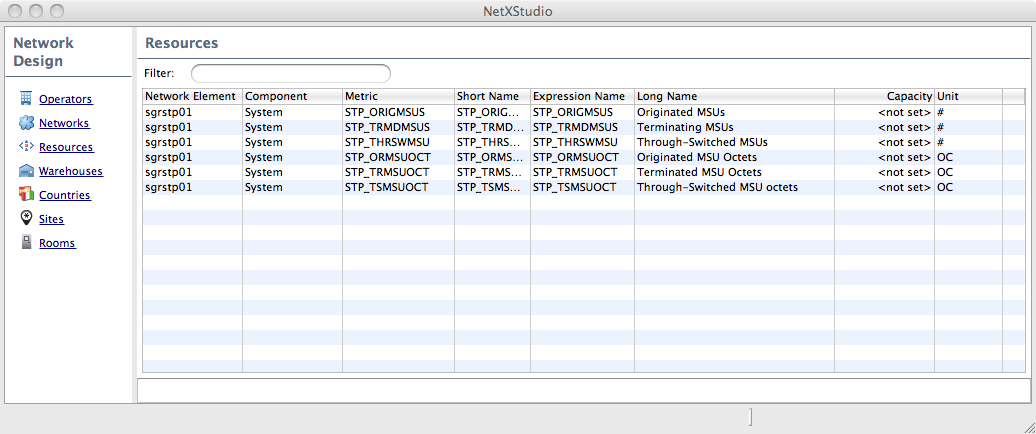 NetXStudio
Network
Design
Operators
Networks
Resources
Warehouses
Countries
Sites
Rooms
Resources
Filter:
Network Element Component Metric Short Name Expression Name Long Name Capacity Unit
sgrstp01 System STP_ORIGMSUS STP_ORIG... STP_ORIGMSUS Originated MSUs <not set> #
sgrstp01 System STP_TRMDMSUS STP_TRMD... STP_TRMDMSUS Terminating MSUs <not set> #
sgrstp01 System STP_THRSWMSU STP_THRS... STP_THRSWMSU Through-Switched MSUs <not set> #
sgrstp01 System STP_ORMSUOCT STP_ORMS... STP_ORMSUOCT Originated MSU Octets <not set> OC
sgrstp01 System STP_TRMSUOCT STP_TRMS... STP_TRMSUOCT Terminated MSU Octets <not set> OC
sgrstp01 System STP_TSMSUOCT STP_TSMS... STP_TSMSUOCT Through-Switched MSU octets <not set> OC